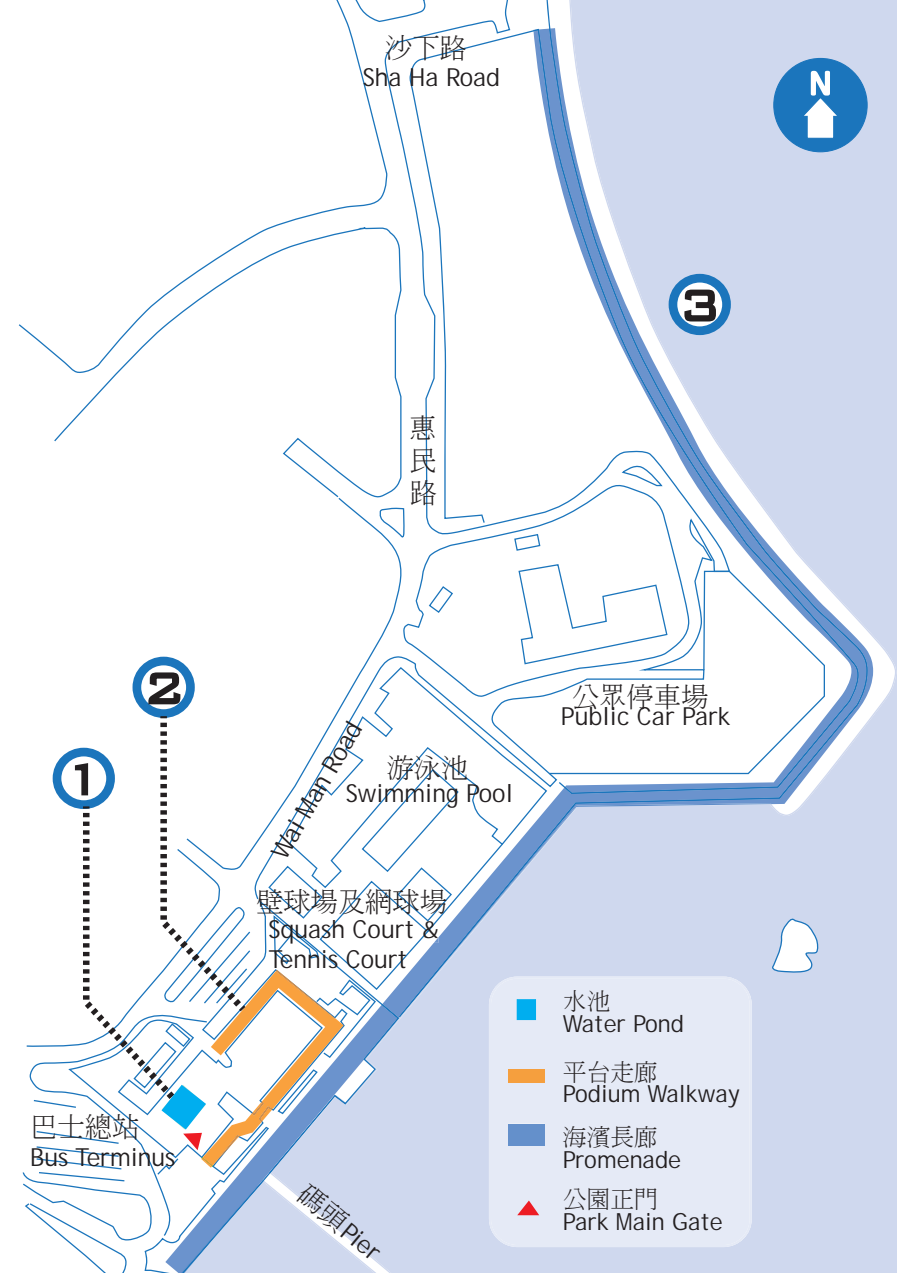 沙下路
Sha Ha Road
N
3
惠民路
2
公眾停車場
Public Car Park
1
Wai Man Road
游泳池
Swimming Pool
壁球場及網球場
Squash Court &
Tennis Court
巴士總站
Bus Terminus
碼頭Pier
水池
Water Pond
平台走廊
Podium Walkway
海濱長廊
Promenade
公園正門
Park Main Gate